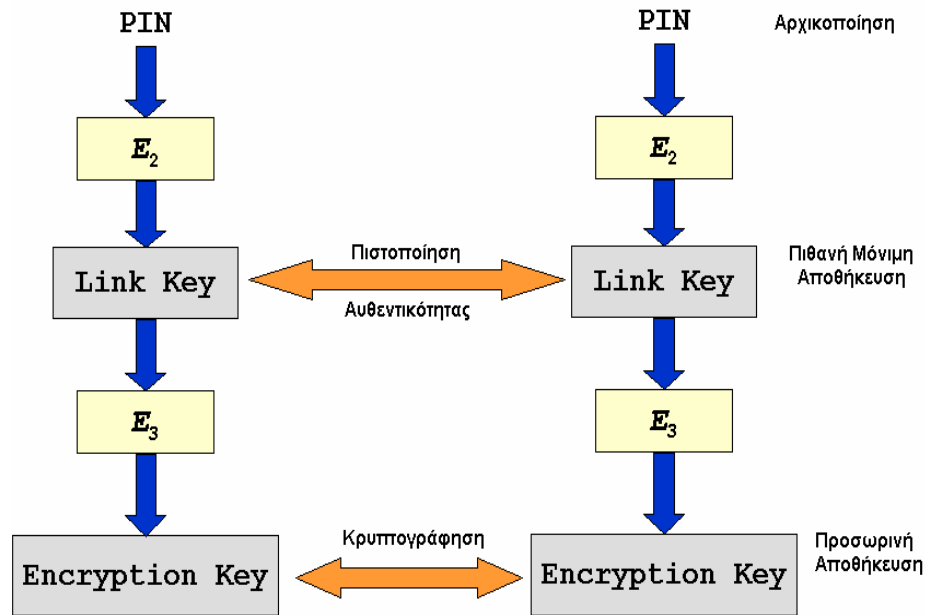 PIN PIN Αρχικοποίηση
E2 E2
Πιστοποίηση
Link Key Link Key Πιθανή Μόνιμη
Αποθήκευση
Αυθεντικότητας
E3 E3
Κρυπτογράφηση
Encryption Key Encryption Key Προσωρινή
Αποθήκευση